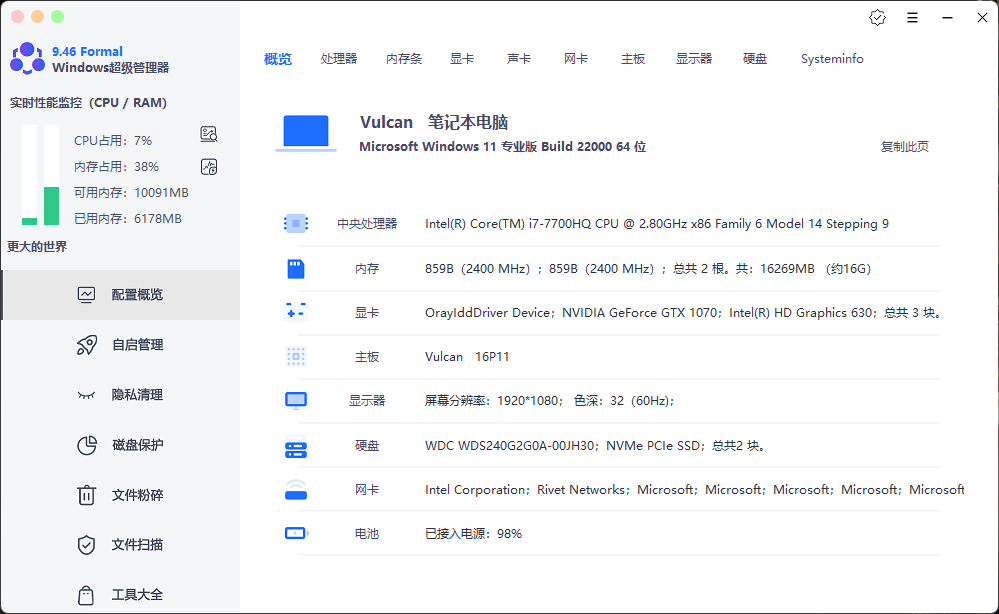 9.46 Formal
Windows超级管理器
实时性能监控（CPU / RAM）
CPU占用：7%
内存占用：38%
可用内存：10091MB
已用内存：6178MB
更大的世界
配置概览
自启管理
隐私清理
磁盘保护
文件粉碎
文件扫描
工具大全
概览 处理器 内存条 显卡 声卡 网卡 主板 显示器 硬盘 Systeminfo
Vulcan 笔记本电脑
Microsoft Windows 11 专业版 Build 22000 64 位
复制此页
中央处理器 Intel(R) Core(TM) i7-7700HQ CPU @ 2.80GHz x86 Family 6 Model 14 Stepping 9
内存 859B（2400 MHz）；859B（2400 MHz）；总共 2 根。共：16269MB （约16G）
显卡 OrayIddDriver Device；NVIDIA GeForce GTX 1070；Intel(R) HD Graphics 630；总共 3 块。
主板 Vulcan 16P11
显示器 屏幕分辨率：1920*1080； 色深：32（60Hz）；
硬盘 WDC WDS240G2G0A-00JH30；NVMe PCIe SSD；总共2 块。
网卡 Intel Corporation；Rivet Networks；Microsoft；Microsoft；Microsoft；Microsoft；Microsoft
电池 已接入电源：98%